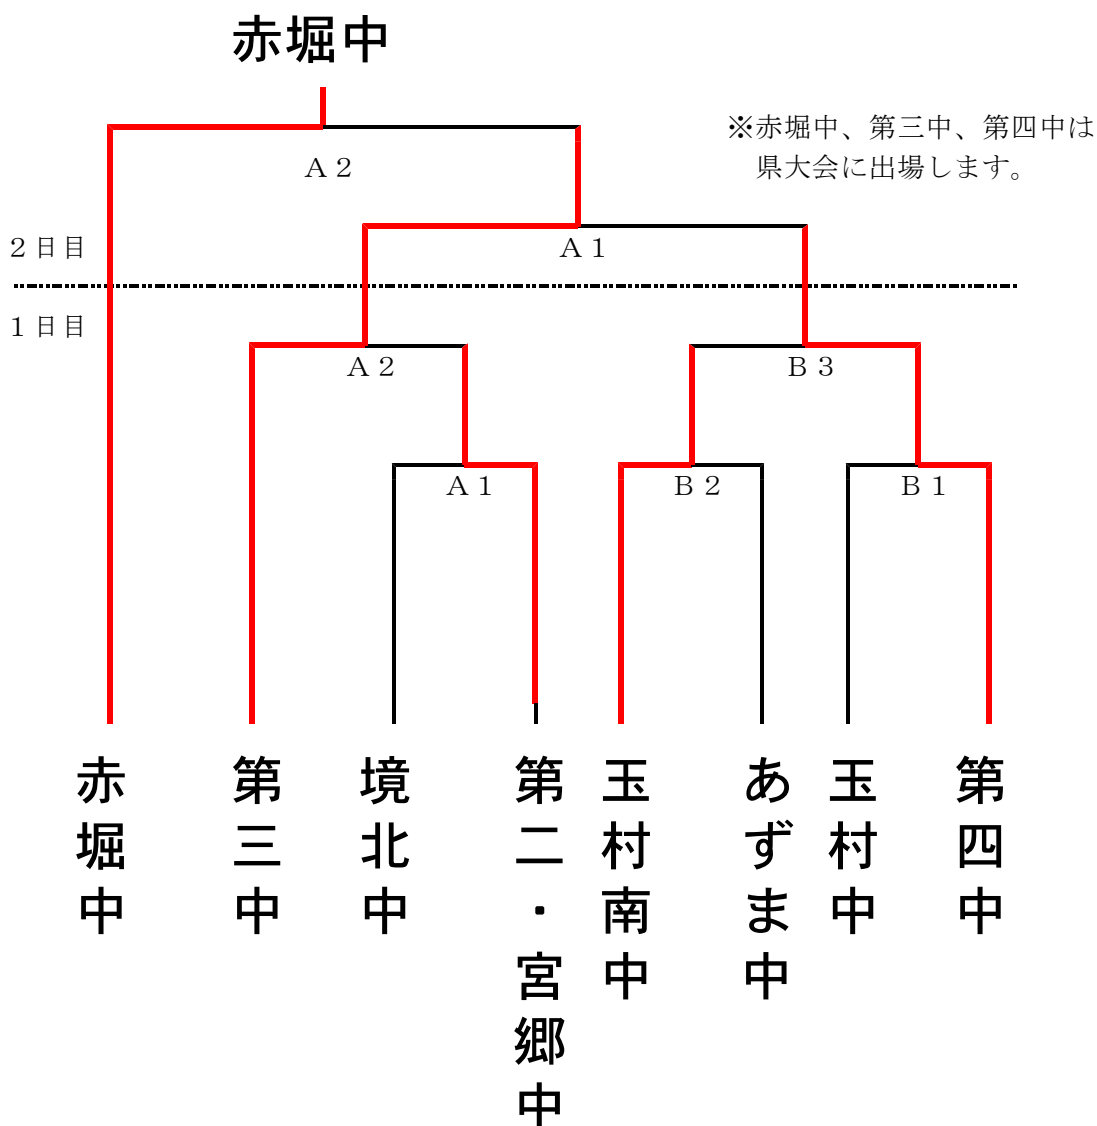 赤堀中
※赤堀中、第三中、第四中は
県大会に出場します。
Ａ２
２日目
Ａ１
１日目
Ａ２
Ｂ３
Ａ１
Ｂ２
Ｂ１
赤堀中
第三中
境北中
第二・宮郷中
玉村南中
あずま中
玉村中
第四中